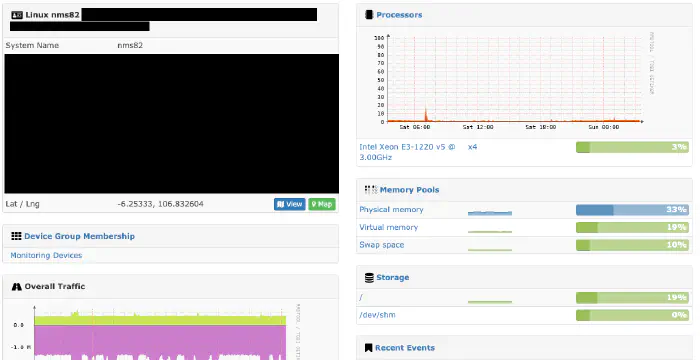 Linux nms82
System Name nms82
Lat / Lng -6.25333, 106.832604 View Map
Device Group Membership
Monitoring Devices
Overall Traffic
0.0
-1.0 M
Processors
100
90
80
70
60
50
40
30
20
10
0
Sat 06:00 Sat 12:00 Sat 18:00 Sun 00:00
Intel Xeon E3-1220 v5 @ 3.00GHz x4 3%
Memory Pools
Physical memory 33%
Virtual memory 19%
Swap space 10%
Storage
/ 19%
/dev/shm 0%
Recent Events